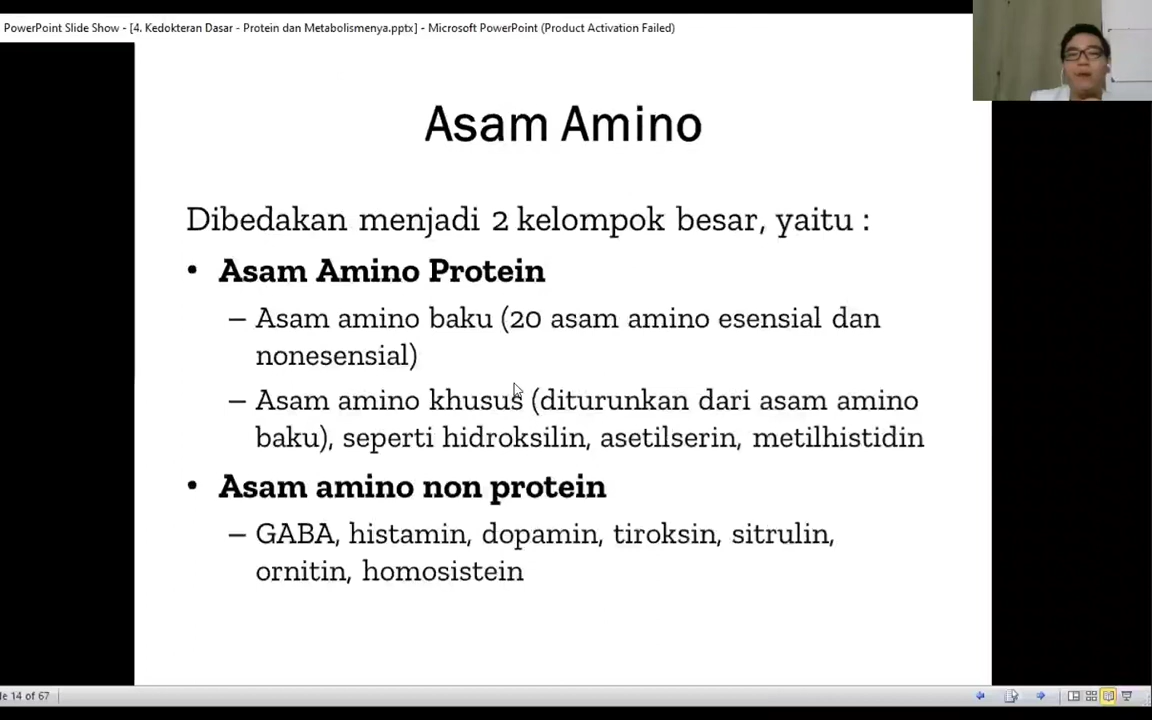 PowerPoint Slide Show - [4. Kedokteran Dasar - Protein dan Metabolismenya.pptx] - Microsoft PowerPoint (Product Activation Failed)
Asam Amino
Dibedakan menjadi 2 kelompok besar, yaitu :
• Asam Amino Protein
– Asam amino baku (20 asam amino esensial dan
nonesensial)
– Asam amino khusus (diturunkan dari asam amino
baku), seperti hidroksilin, asetilserin, metilhistidin
• Asam amino non protein
– GABA, histamin, dopamin, tiroksin, sitrulin,
ornitin, homosistein
le 14 of 67